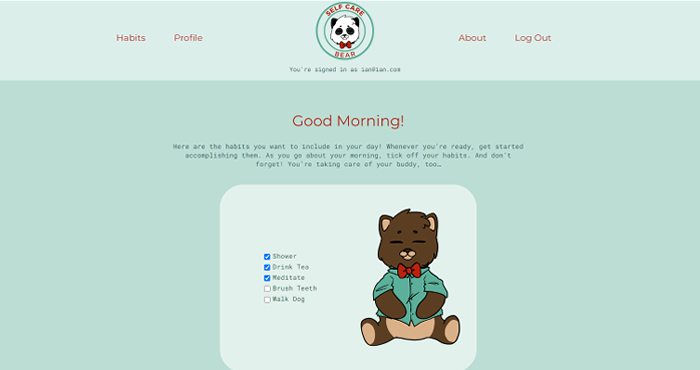 SELF CARE
BEAR
Habits
Profile
About
Log Out
You're signed in as ian@ian.com
Good Morning!
Here are the habits you want to include in your day! Whenever you're ready, get started
accomplishing them. As you go about your morning, tick off your habits. And don't
forget! You're taking care of your buddy, too…
Shower
Drink Tea
Meditate
Brush Teeth
Walk Dog